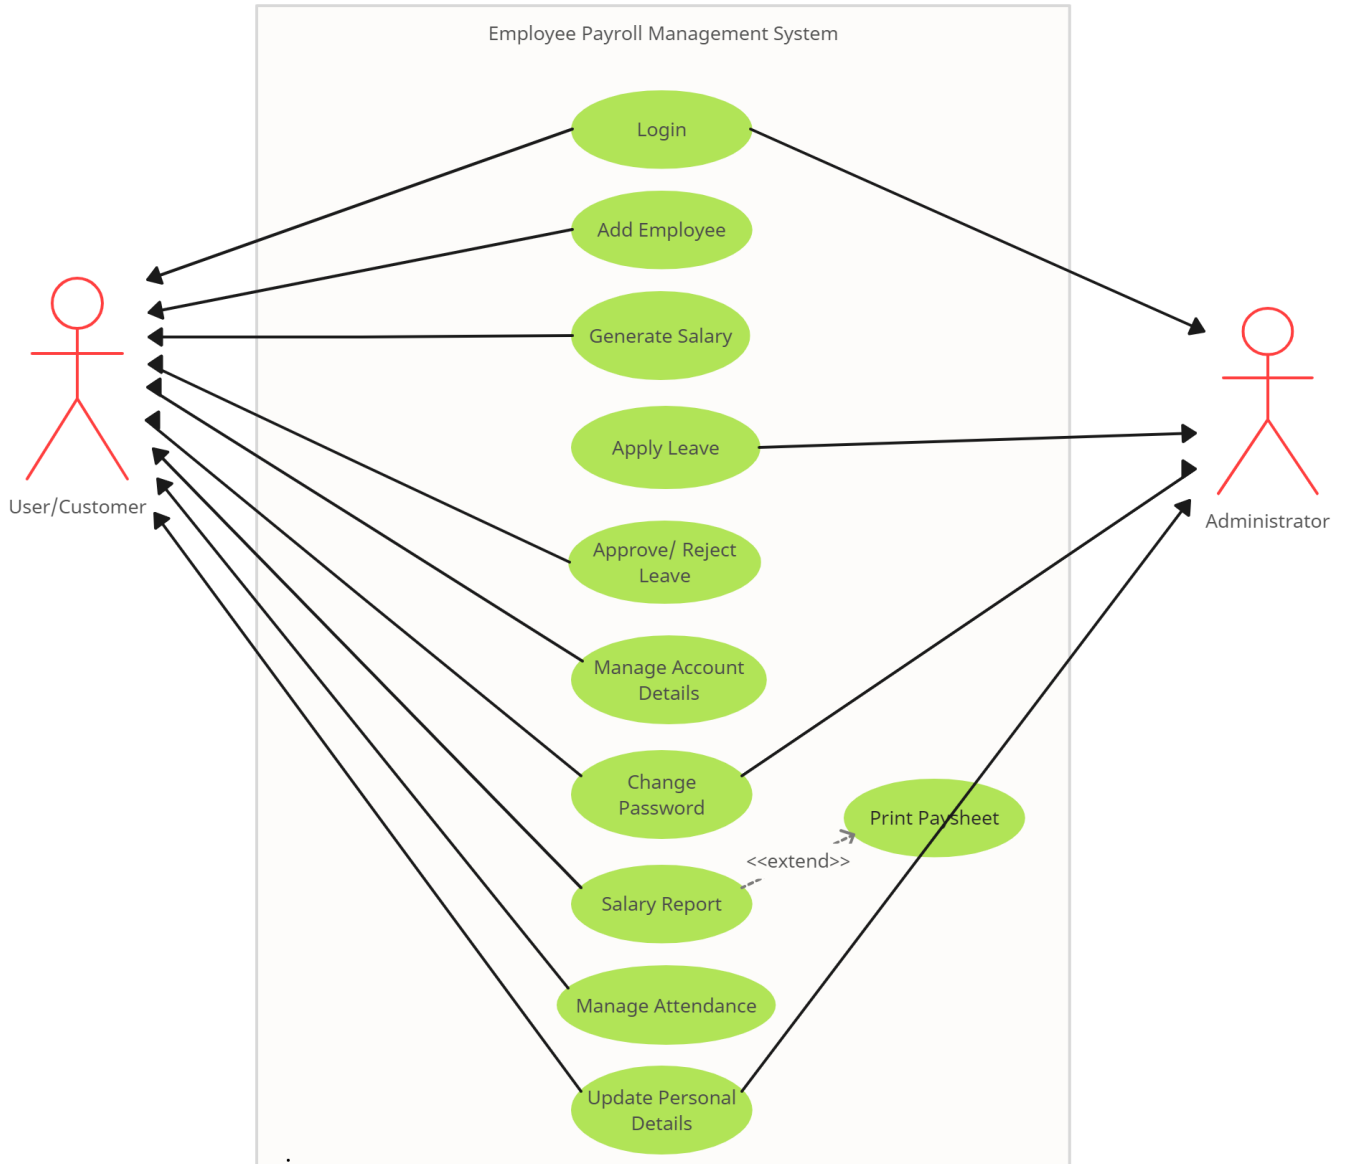 Employee Payroll Management System
Login
Add Employee
Generate Salary
Apply Leave
User/Customer
Administrator
Approve/ Reject
Leave
Manage Account
Details
Change
Password
Print Paysheet
<<extend>>
Salary Report
Manage Attendance
Update Personal
Details
.